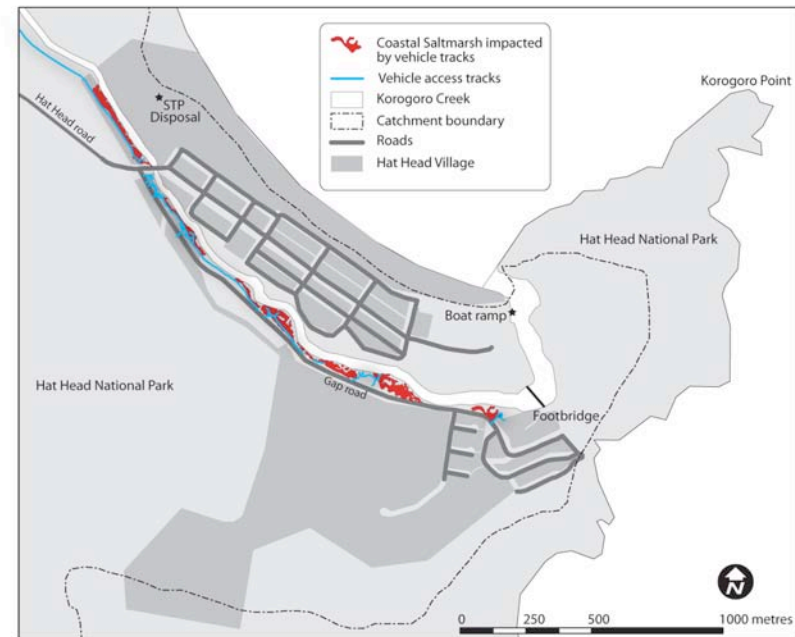 Coastal Saltmarsh impacted
by vehicle tracks
Vehicle access tracks
Korogoro Creek
Catchment boundary
Roads
Hat Head Village
Korogoro Point
STP
Disposal
Hat Head road
Hat Head National Park
Boat ramp
Hat Head National Park
Gap road
Footbridge
N
0 250 500 1000 metres